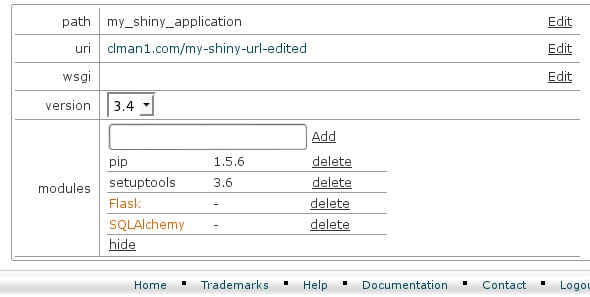 path my_shiny_application Edit
uri clman1.com/my-shiny-url-edited
wsgi Edit
version 3.4
Add
pip 1.5.6 delete
setuptools 3.6 delete
modules
Flask - delete
SQLAlchemy - delete
hide
Home ▪ Trademarks ▪ Help ▪ Documentation ▪ Contact ▪ Logou